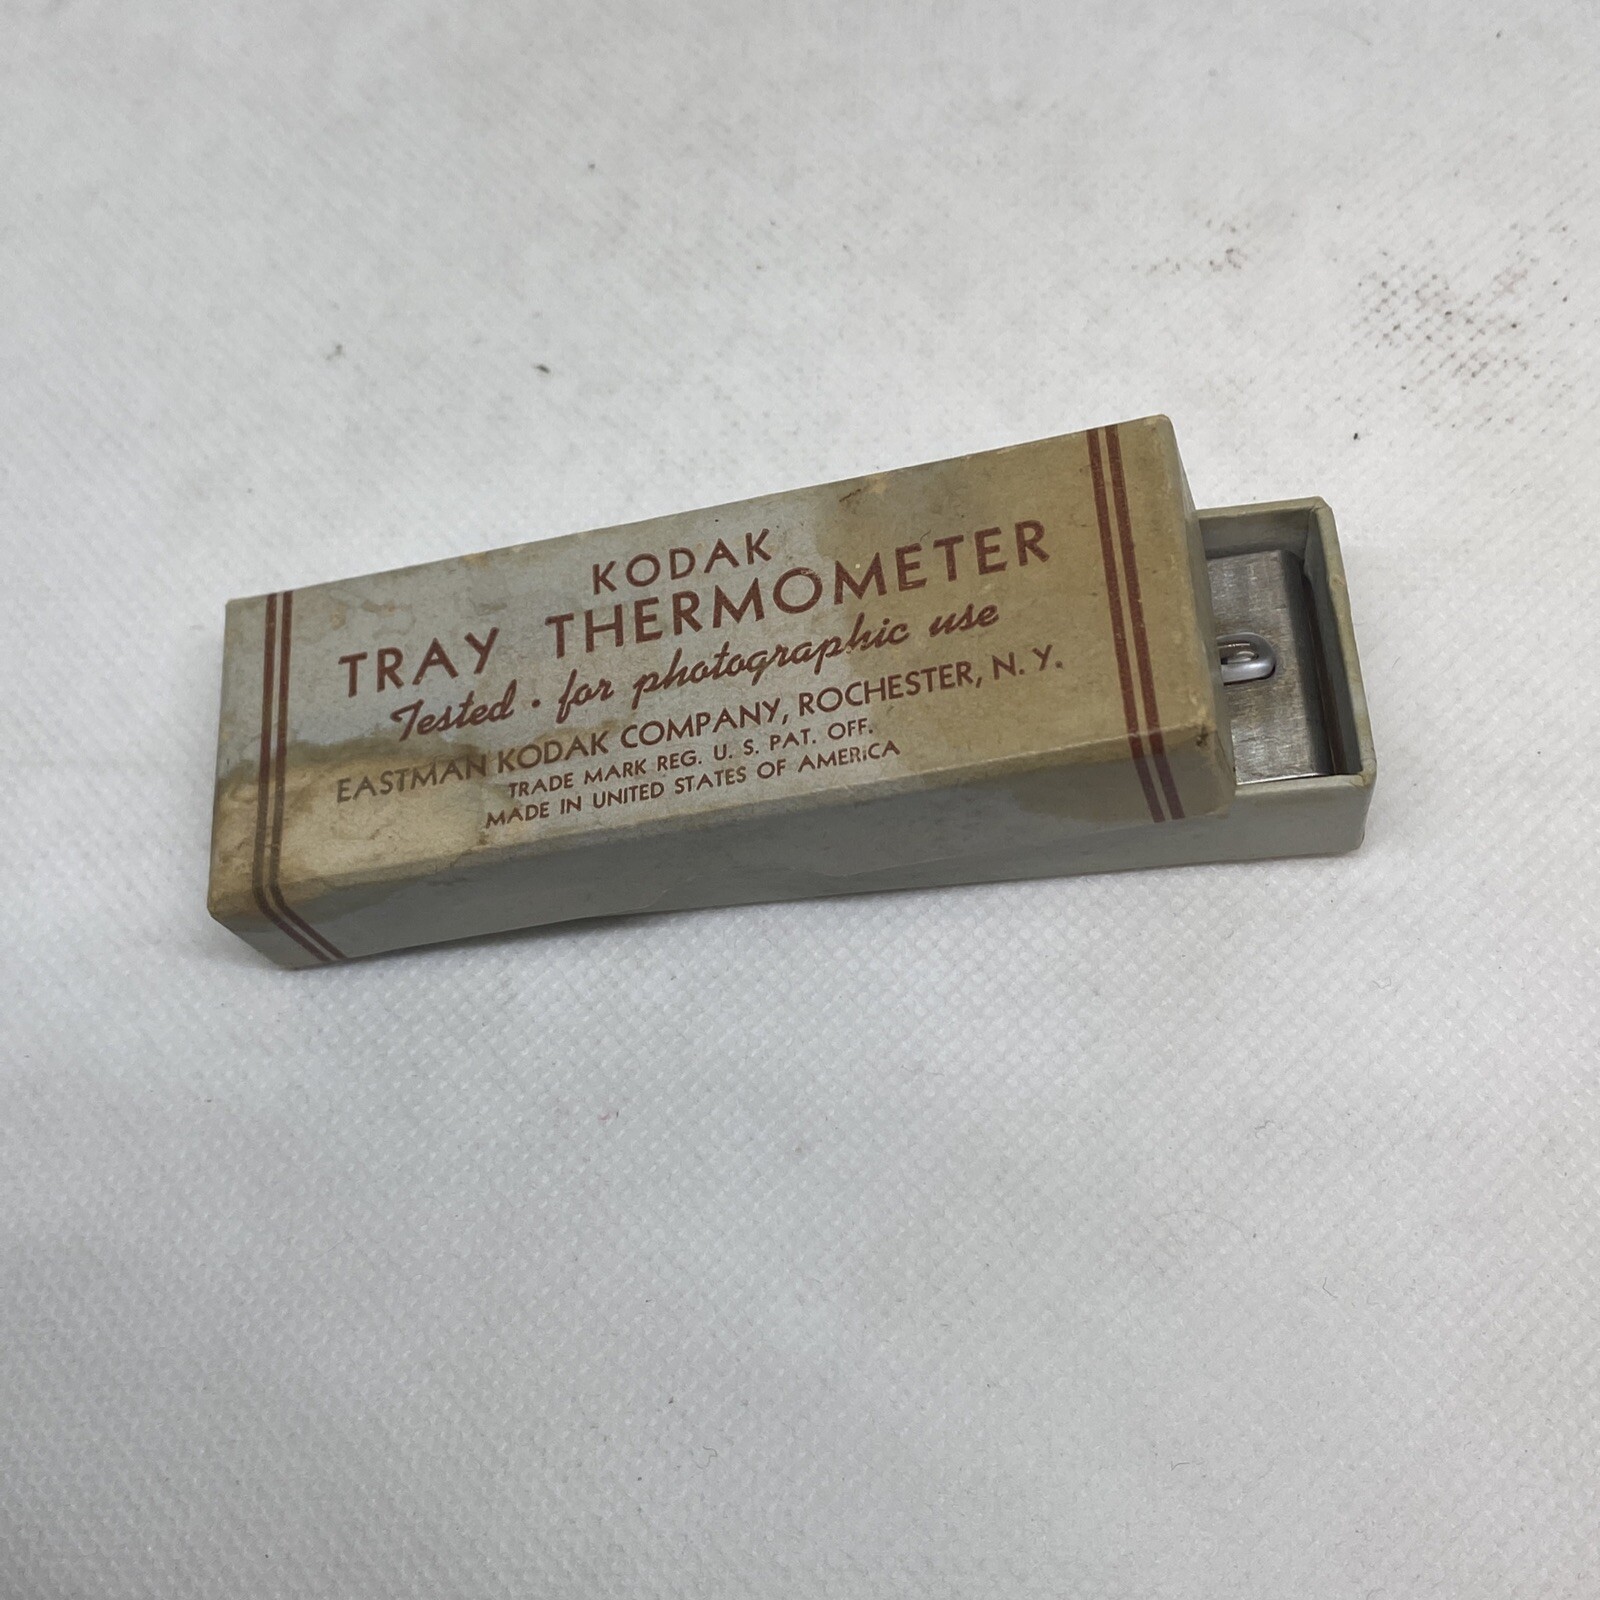 KODAK
TRAY THERMOMETER
Tested · for photographic use
EASTMAN KODAK COMPANY, ROCHESTER, N. Y.
TRADE MARK REG. U. S. PAT. OFF.
MADE IN UNITED STATES OF AMERICA